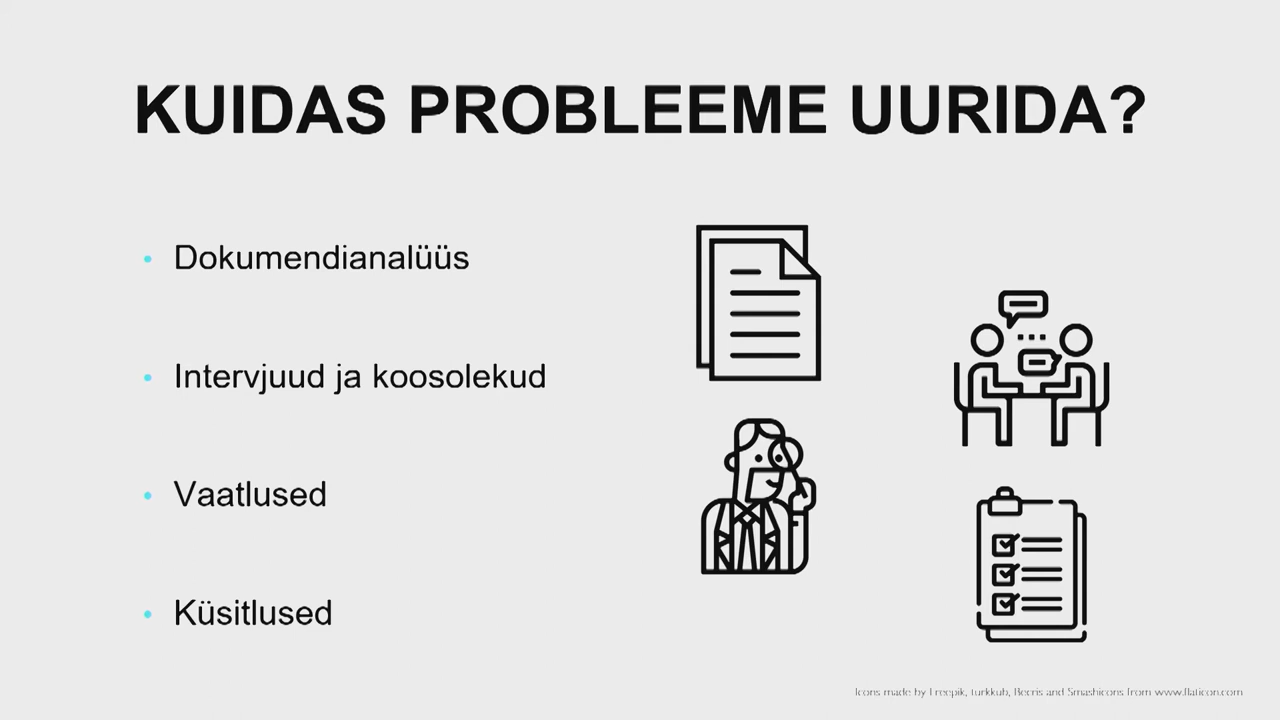 KUIDAS PROBLEEME UURIDA?
• Dokumendianalüüs
• Intervjuud ja koosolekud
• Vaatlused
• Küsitlused
Icons made by Freepik, turkkub, Becris and Smashicons from www.flaticon.com